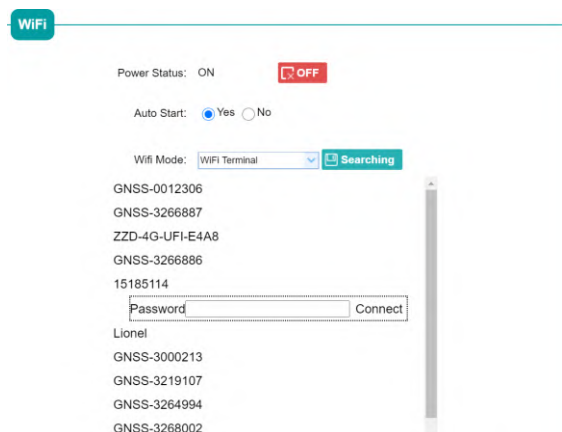 WiFi
Power Status: ON OFF
Auto Start: Yes No
Wifi Mode: WiFi Terminal Searching
GNSS-0012306
GNSS-3266887
ZZD-4G-UFI-E4A8
GNSS-3266886
15185114
Password Connect
Lionel
GNSS-3000213
GNSS-3219107
GNSS-3264994
GNSS-3268002